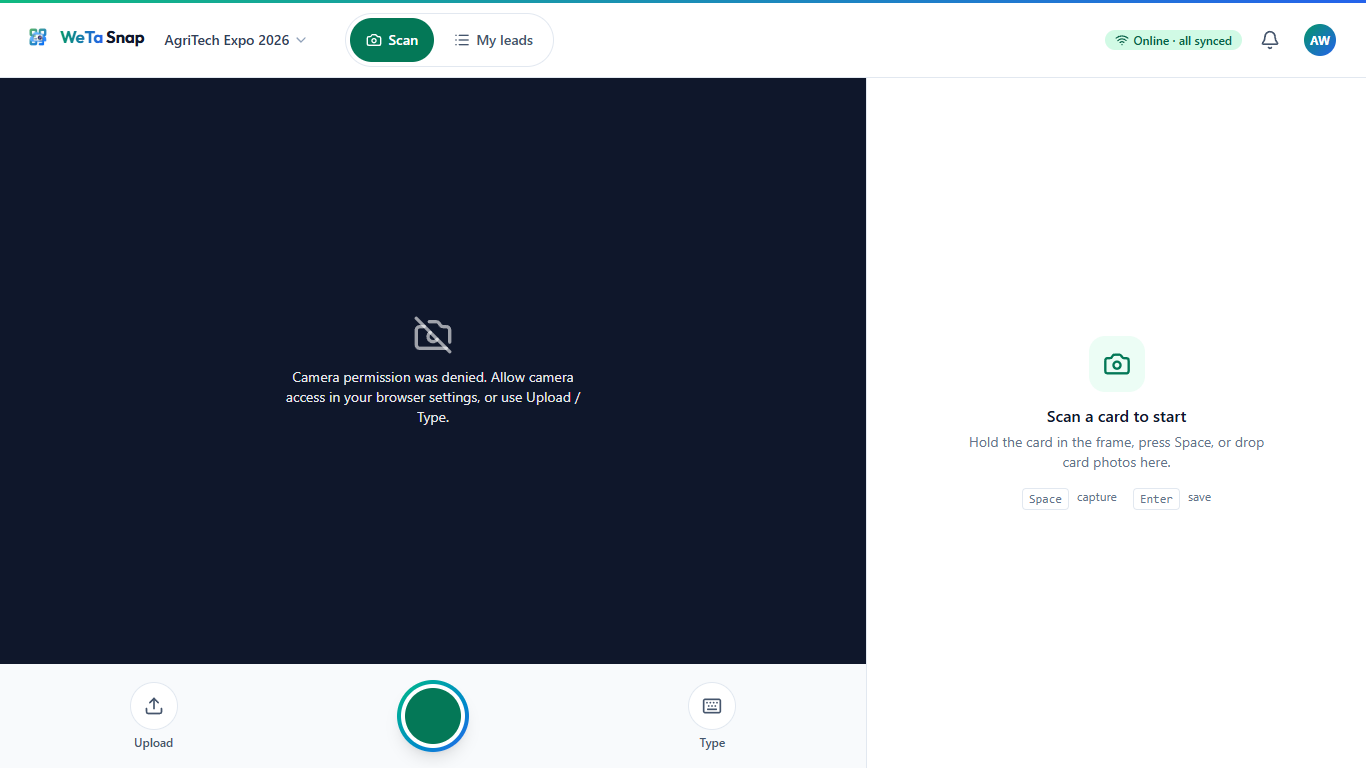 WeTa Snap
AgriTech Expo 2026
Scan
My leads
Online · all synced
AW
Camera permission was denied. Allow camera
access in your browser settings, or use Upload /
Type.
Scan a card to start
Hold the card in the frame, press Space, or drop
card photos here.
Space capture Enter save
Upload
Type